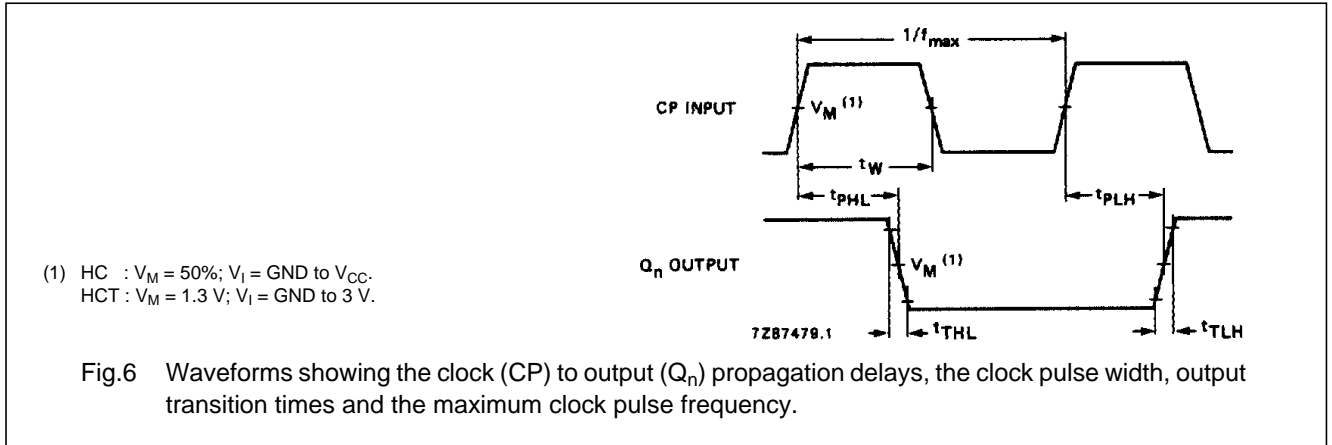 1/fmax
CP INPUT
VM (1)
tW
tPHL
tPLH
Qn OUTPUT
VM (1)
(1) HC : VM = 50%; VI = GND to VCC.
HCT : VM = 1.3 V; VI = GND to 3 V.
7Z87479.1
tTHL
tTLH
Fig.6 Waveforms showing the clock (CP) to output (Qn) propagation delays, the clock pulse width, output
transition times and the maximum clock pulse frequency.